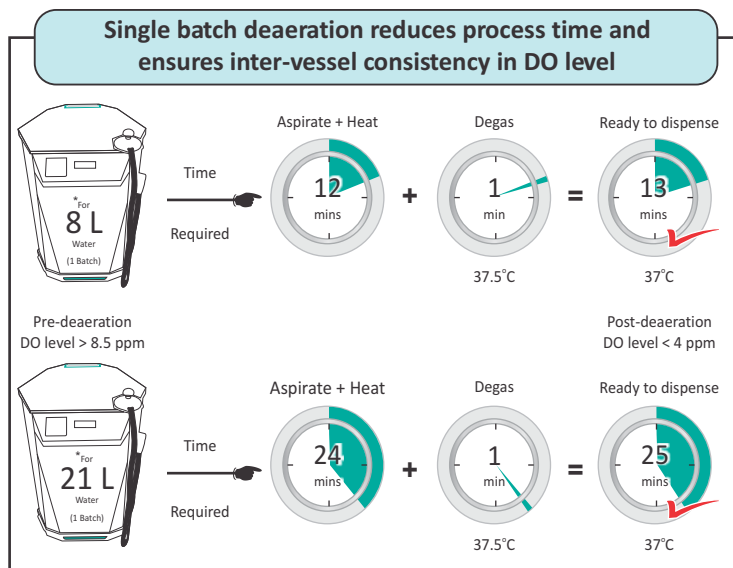 Single batch deaeration reduces process time and
ensures inter-vessel consistency in DO level
Aspirate + Heat
Degas
Ready to dispense
*For
8 L
Water
(1 Batch)
Time
Required
12
mins
+
1
min
=
13
mins
37.5°C
37°C
Pre-deaeration
DO level > 8.5 ppm
Post-deaeration
DO level < 4 ppm
Aspirate + Heat
Degas
Ready to dispense
*For
21 L
Water
(1 Batch)
Time
Required
24
mins
+
1
min
=
25
mins
37.5°C
37°C